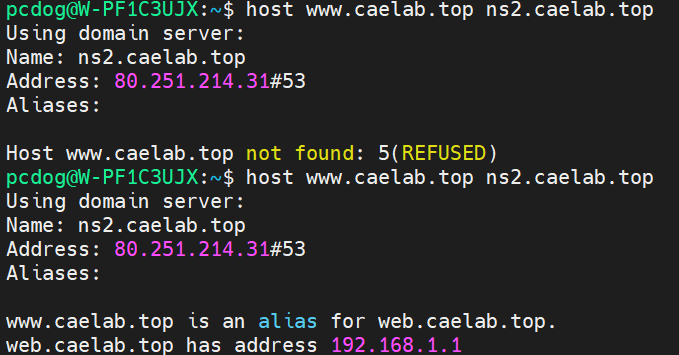 pcdog@W-PF1C3UJX:~$ host www.caelab.top ns2.caelab.top
Using domain server:
Name: ns2.caelab.top
Address: 80.251.214.31#53
Aliases:

Host www.caelab.top not found: 5(REFUSED)
pcdog@W-PF1C3UJX:~$ host www.caelab.top ns2.caelab.top
Using domain server:
Name: ns2.caelab.top
Address: 80.251.214.31#53
Aliases:

www.caelab.top is an alias for web.caelab.top.
web.caelab.top has address 192.168.1.1